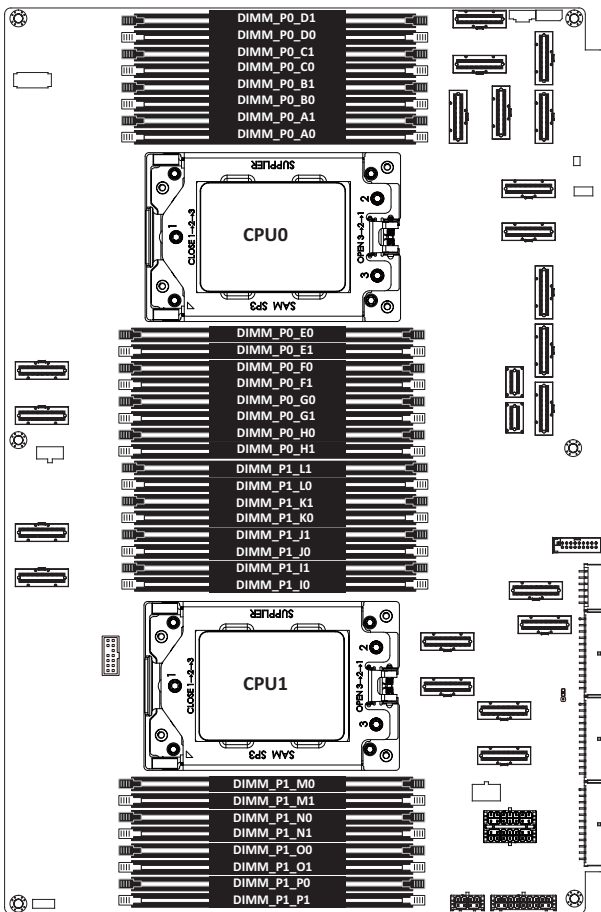 DIMM_P0_D1
DIMM_P0_D0
DIMM_P0_C1
DIMM_P0_C0
DIMM_P0_B1
DIMM_P0_B0
DIMM_P0_A1
DIMM_P0_A0
SUPPLIER
2
1
CLOSE 1→2→3
CPU0
OPEN 3→2→1
3
SAM SP3
DIMM_P0_E0
DIMM_P0_E1
DIMM_P0_F0
DIMM_P0_F1
DIMM_P0_G0
DIMM_P0_G1
DIMM_P0_H0
DIMM_P0_H1
DIMM_P1_L1
DIMM_P1_L0
DIMM_P1_K1
DIMM_P1_K0
DIMM_P1_J1
DIMM_P1_J0
DIMM_P1_I1
DIMM_P1_I0
SUPPLIER
2
1
CLOSE 1→2→3
CPU1
OPEN 3→2→1
3
SAM SP3
DIMM_P1_M0
DIMM_P1_M1
DIMM_P1_N0
DIMM_P1_N1
DIMM_P1_O0
DIMM_P1_O1
DIMM_P1_P0
DIMM_P1_P1